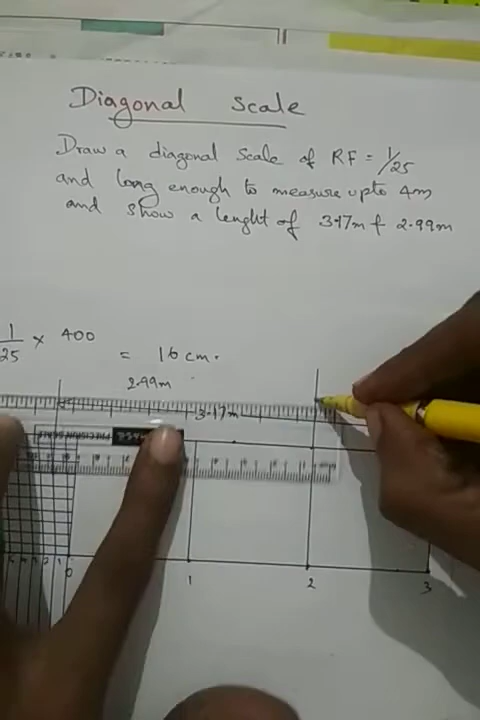 Diagonal Scale
Draw a diagonal scale of RF = 1/25
and long enough to measure upto 4m
and show a lenght of 3.17m & 2.99m
1/25 × 400 = 16 cm.
2.99m
3.17m
0 1 2 3